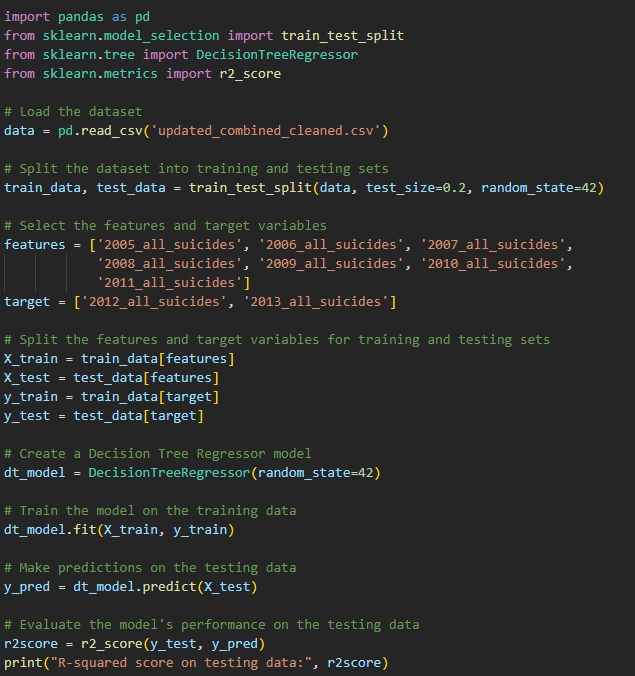 import pandas as pd
from sklearn.model_selection import train_test_split
from sklearn.tree import DecisionTreeRegressor
from sklearn.metrics import r2_score

# Load the dataset
data = pd.read_csv('updated_combined_cleaned.csv')

# Split the dataset into training and testing sets
train_data, test_data = train_test_split(data, test_size=0.2, random_state=42)

# Select the features and target variables
features = ['2005_all_suicides', '2006_all_suicides', '2007_all_suicides',
            '2008_all_suicides', '2009_all_suicides', '2010_all_suicides',
            '2011_all_suicides']
target = ['2012_all_suicides', '2013_all_suicides']

# Split the features and target variables for training and testing sets
X_train = train_data[features]
X_test = test_data[features]
y_train = train_data[target]
y_test = test_data[target]

# Create a Decision Tree Regressor model
dt_model = DecisionTreeRegressor(random_state=42)

# Train the model on the training data
dt_model.fit(X_train, y_train)

# Make predictions on the testing data
y_pred = dt_model.predict(X_test)

# Evaluate the model's performance on the testing data
r2score = r2_score(y_test, y_pred)
print("R-squared score on testing data:", r2score)